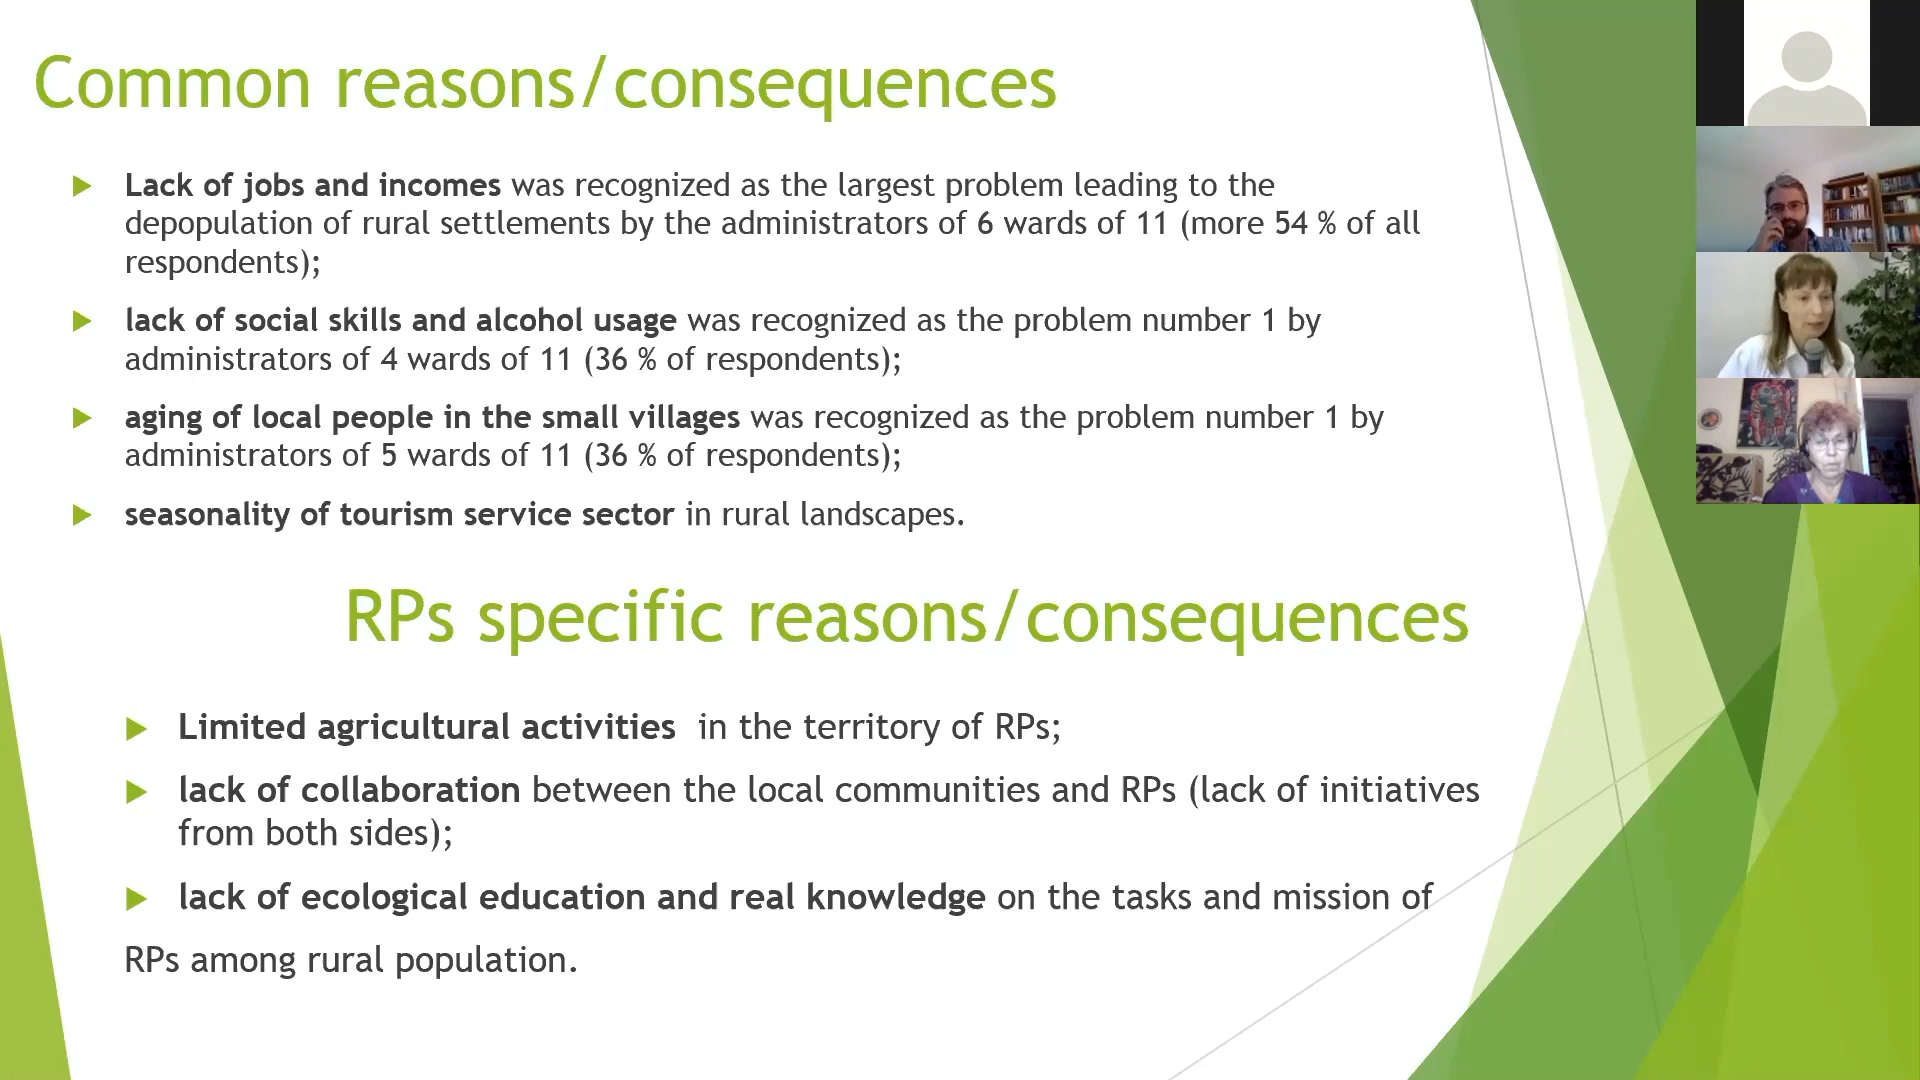 Common reasons/consequences
Lack of jobs and incomes was recognized as the largest problem leading to the
depopulation of rural settlements by the administrators of 6 wards of 11 (more 54 % of all
respondents);
lack of social skills and alcohol usage was recognized as the problem number 1 by
administrators of 4 wards of 11 (36 % of respondents);
aging of local people in the small villages was recognized as the problem number 1 by
administrators of 5 wards of 11 (36 % of respondents);
seasonality of tourism service sector in rural landscapes.
RPs specific reasons/consequences
Limited agricultural activities in the territory of RPs;
lack of collaboration between the local communities and RPs (lack of initiatives
from both sides);
lack of ecological education and real knowledge on the tasks and mission of
RPs among rural population.